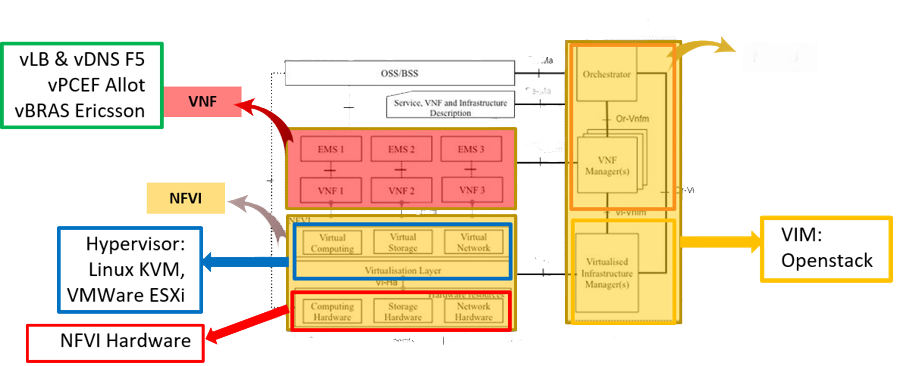 vLB & vDNS F5
vPCEF Allot
vBRAS Ericsson
VNF
NFVI
Hypervisor:
Linux KVM,
VMWare ESXi
NFVI Hardware
OSS/BSS
Service, VNF and Infrastructure
Description
EMS 1
EMS 2
EMS 3
VNF 1
VNF 2
VNF 3
NFVI
Virtual
Computing
Virtual
Storage
Virtual
Network
Virtualisation Layer
Vi-Ha
Hardware resources
Computing
Hardware
Storage
Hardware
Network
Hardware
Orchestrator
Or-Vnfm
VNF
Manager(s)
Or-Vi
Vi-Vnfm
Virtualised
Infrastructure
Manager(s)
VIM:
Openstack